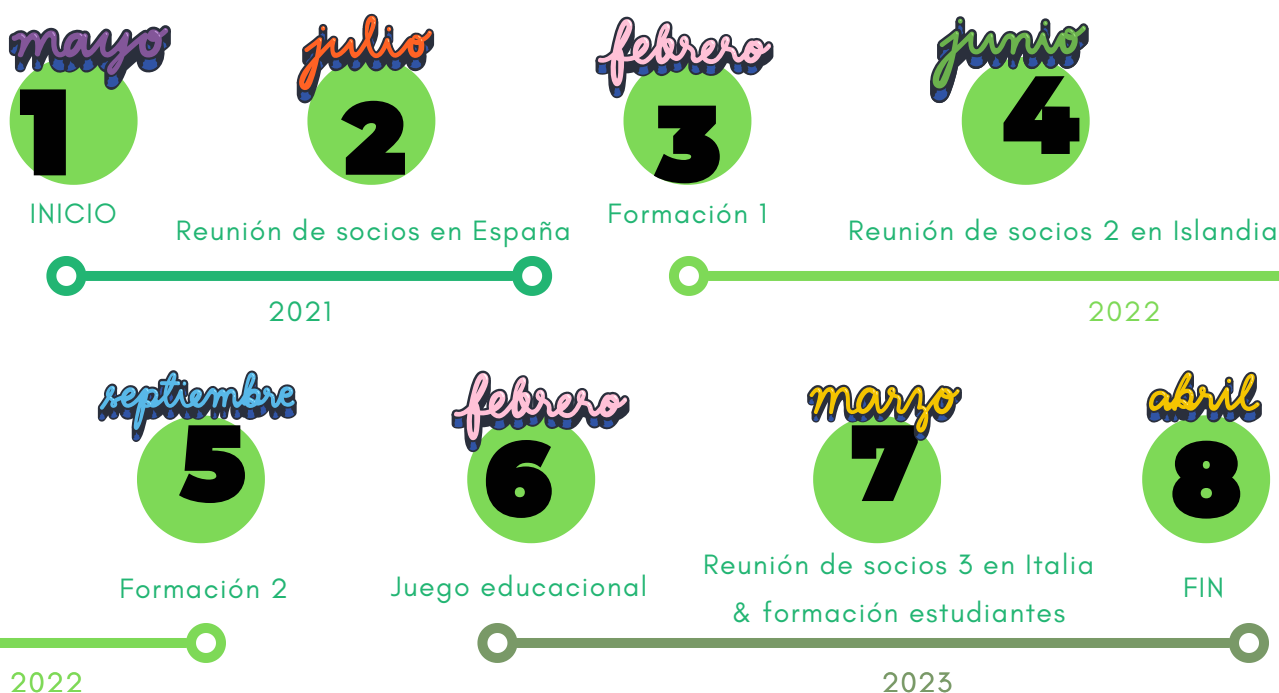 mayo
1
INICIO
julio
2
Reunión de socios en España
2021
febrero
3
Formación 1
junio
4
Reunión de socios 2 en Islandia
2022
septiembre
5
Formación 2
2022
febrero
6
Juego educacional
marzo
7
Reunión de socios 3 en Italia
& formación estudiantes
abril
8
FIN
2023